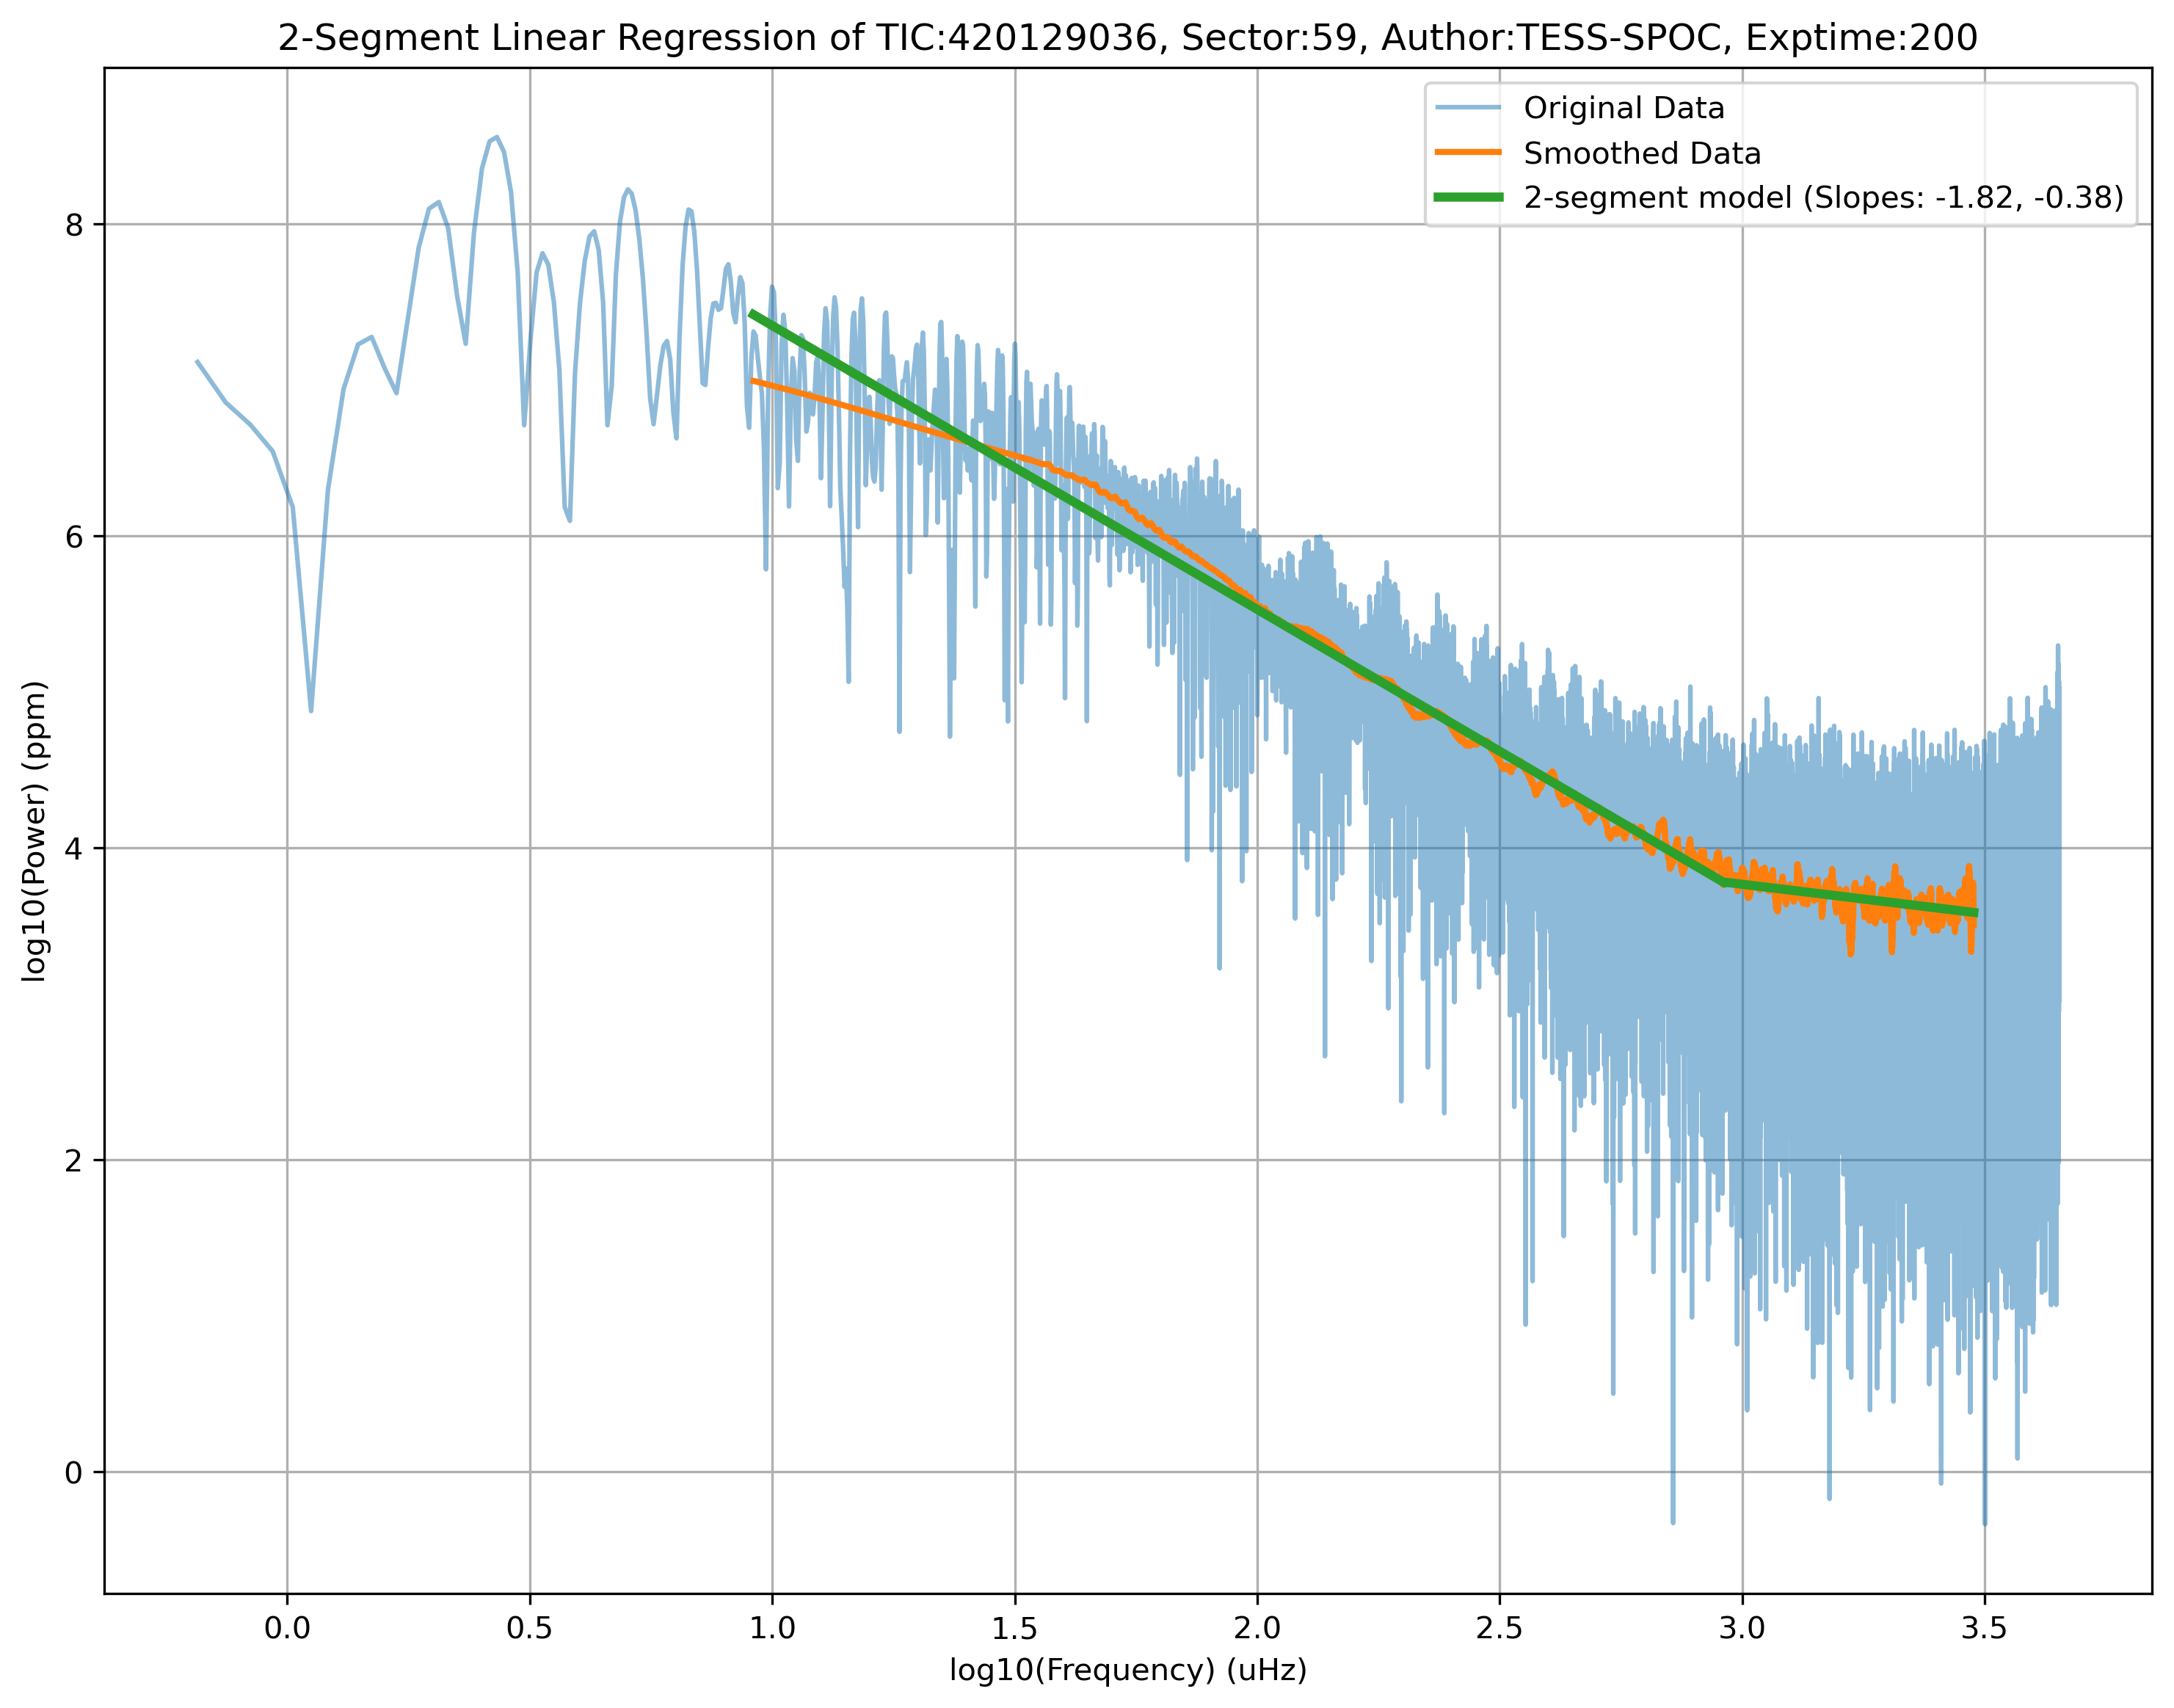 2-Segment Linear Regression of TIC:420129036, Sector:59, Author:TESS-SPOC, Exptime:200
Original Data
Smoothed Data
2-segment model (Slopes: -1.82, -0.38)
8
6
4
2
0
log10(Power) (ppm)
0.0 0.5 1.0 1.5 2.0 2.5 3.0 3.5
log10(Frequency) (uHz)